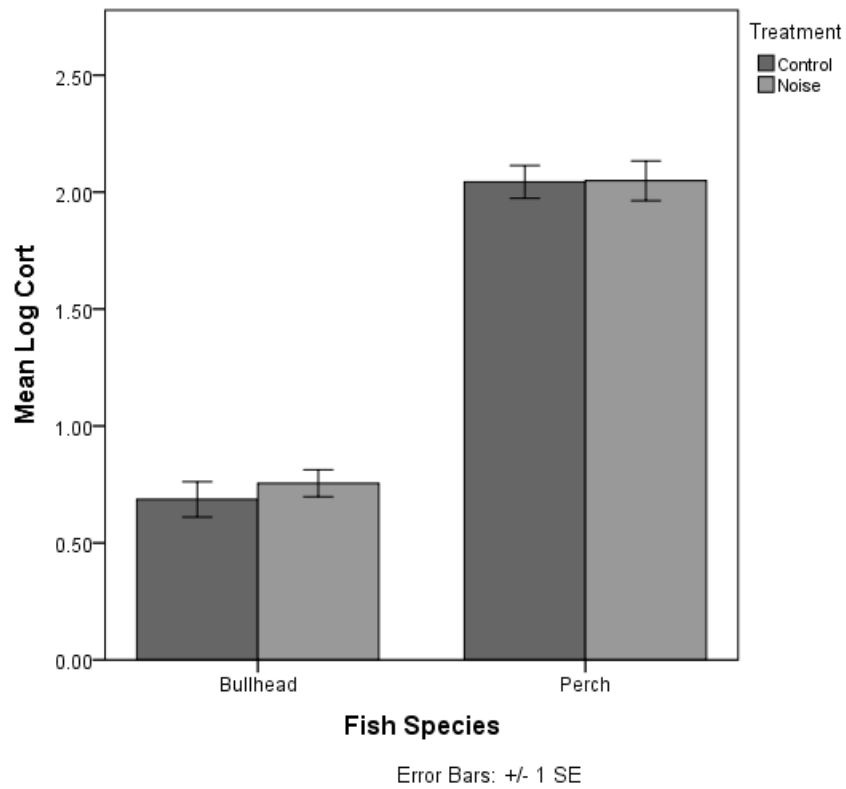 Treatment
Control
Noise
Mean Log Cort
2.50
2.00
1.50
1.00
0.50
0.00
Bullhead
Perch
Fish Species
Error Bars: +/- 1 SE